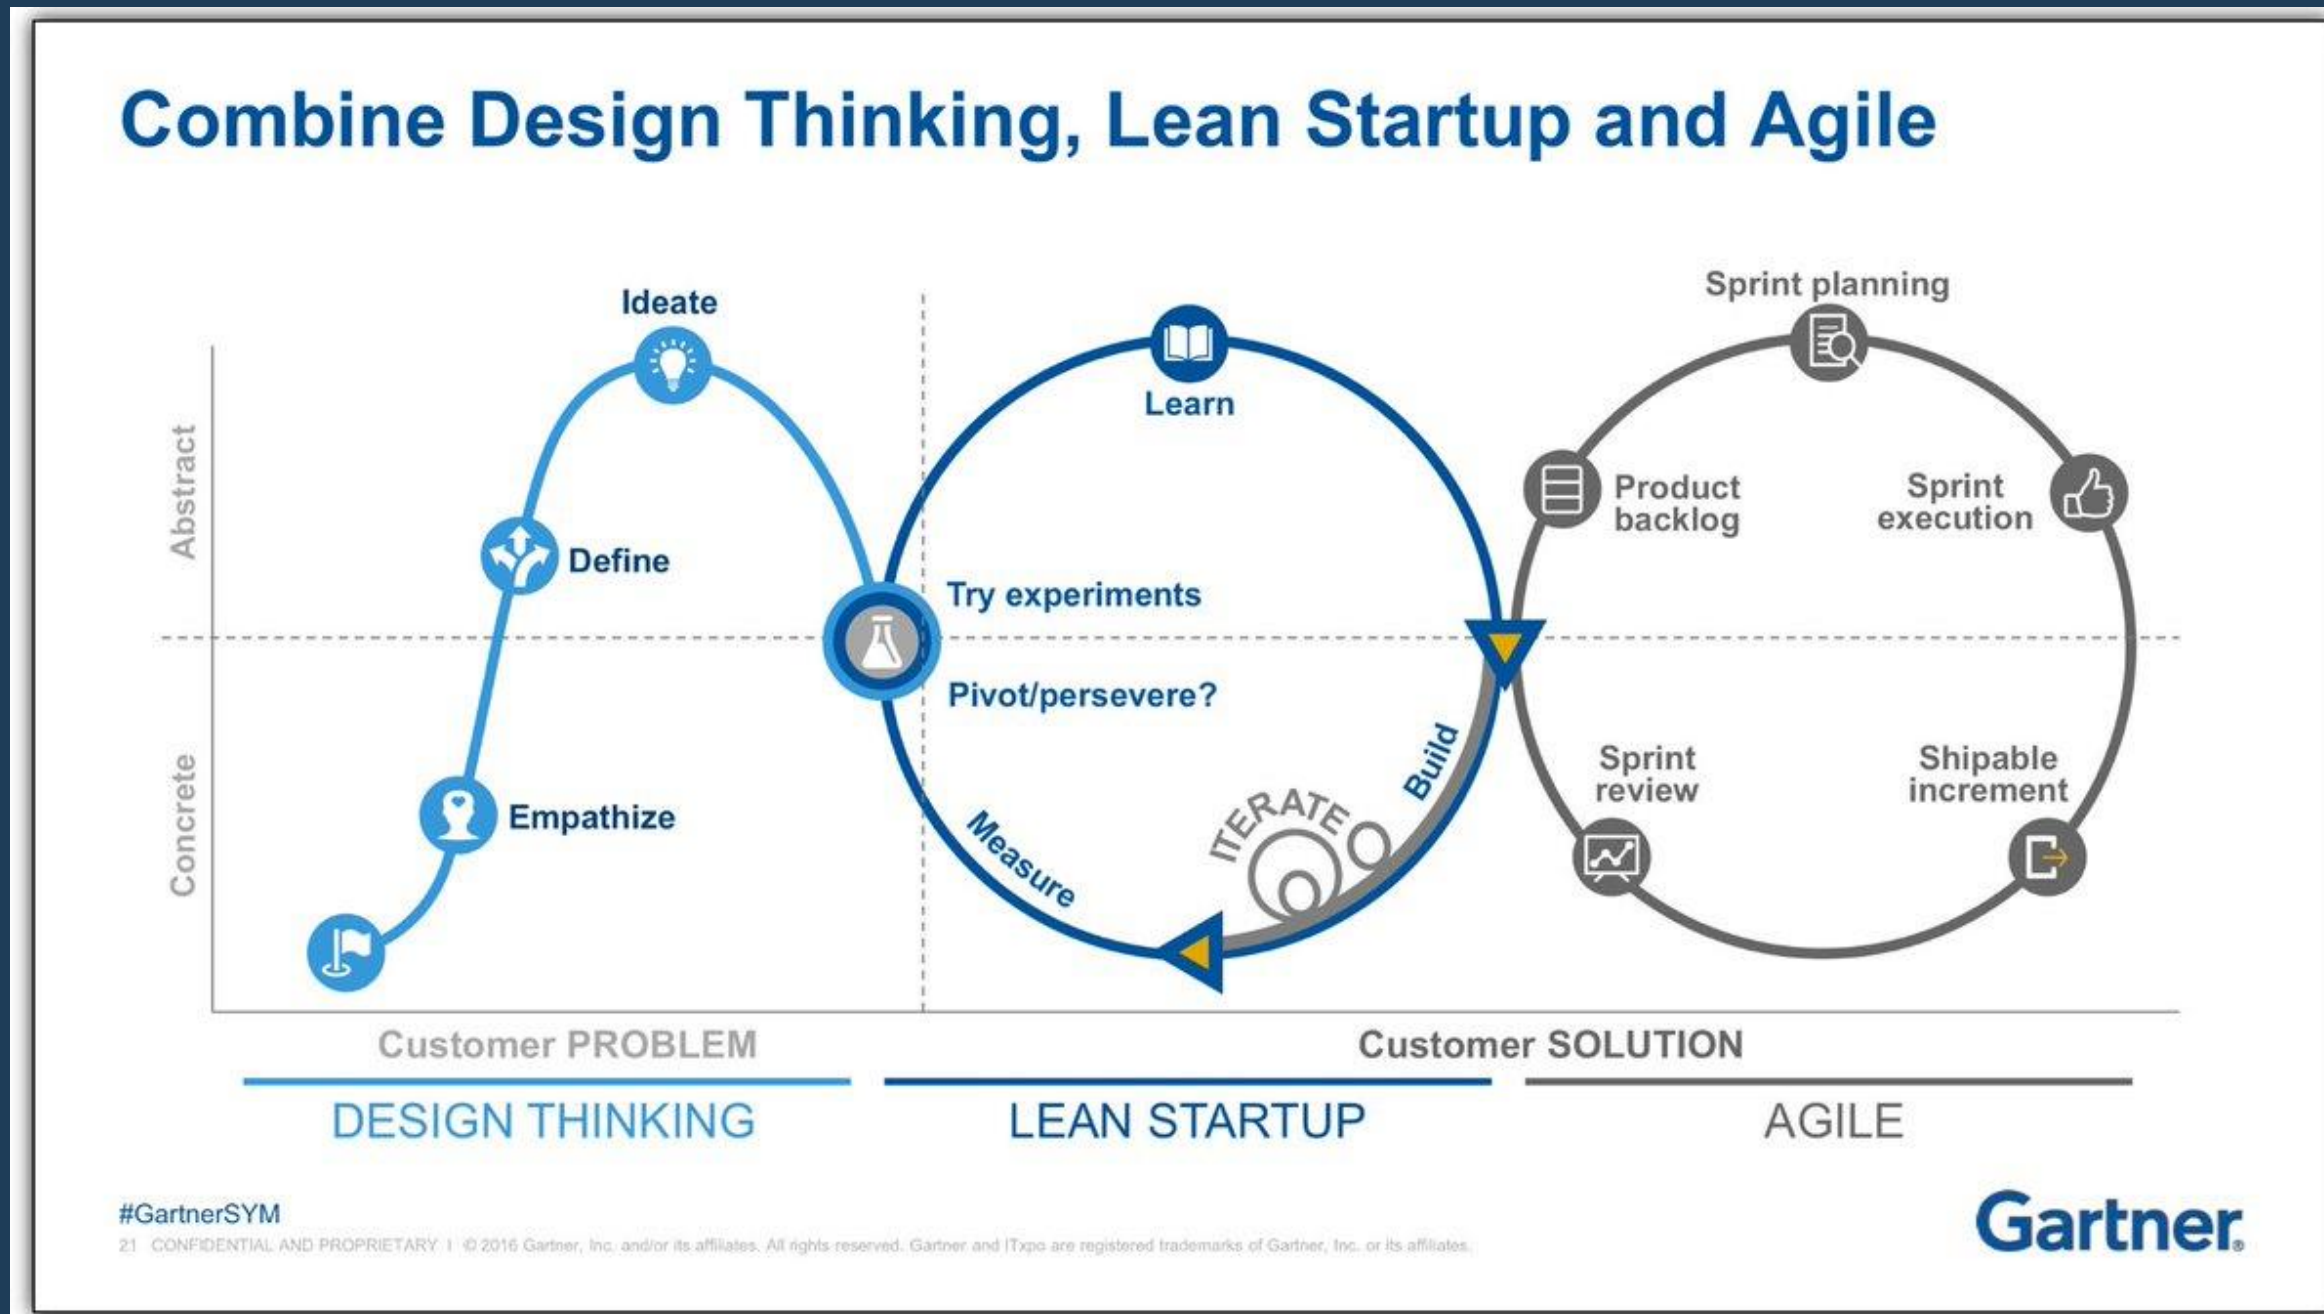 Combine Design Thinking, Lean Startup and Agile
Abstract
Concrete
Ideate
Define
Empathize
Learn
Try experiments
Pivot/persevere?
Measure
ITERATE
Build
Sprint planning
Product
backlog
Sprint
execution
Sprint
review
Shipable
increment
Customer PROBLEM
Customer SOLUTION
DESIGN THINKING
LEAN STARTUP
AGILE
#GartnerSYM
21 CONFIDENTIAL AND PROPRIETARY I © 2016 Gartner, Inc. and/or its affiliates. All rights reserved. Gartner and ITxpo are registered trademarks of Gartner, Inc. or its affiliates.
Gartner®